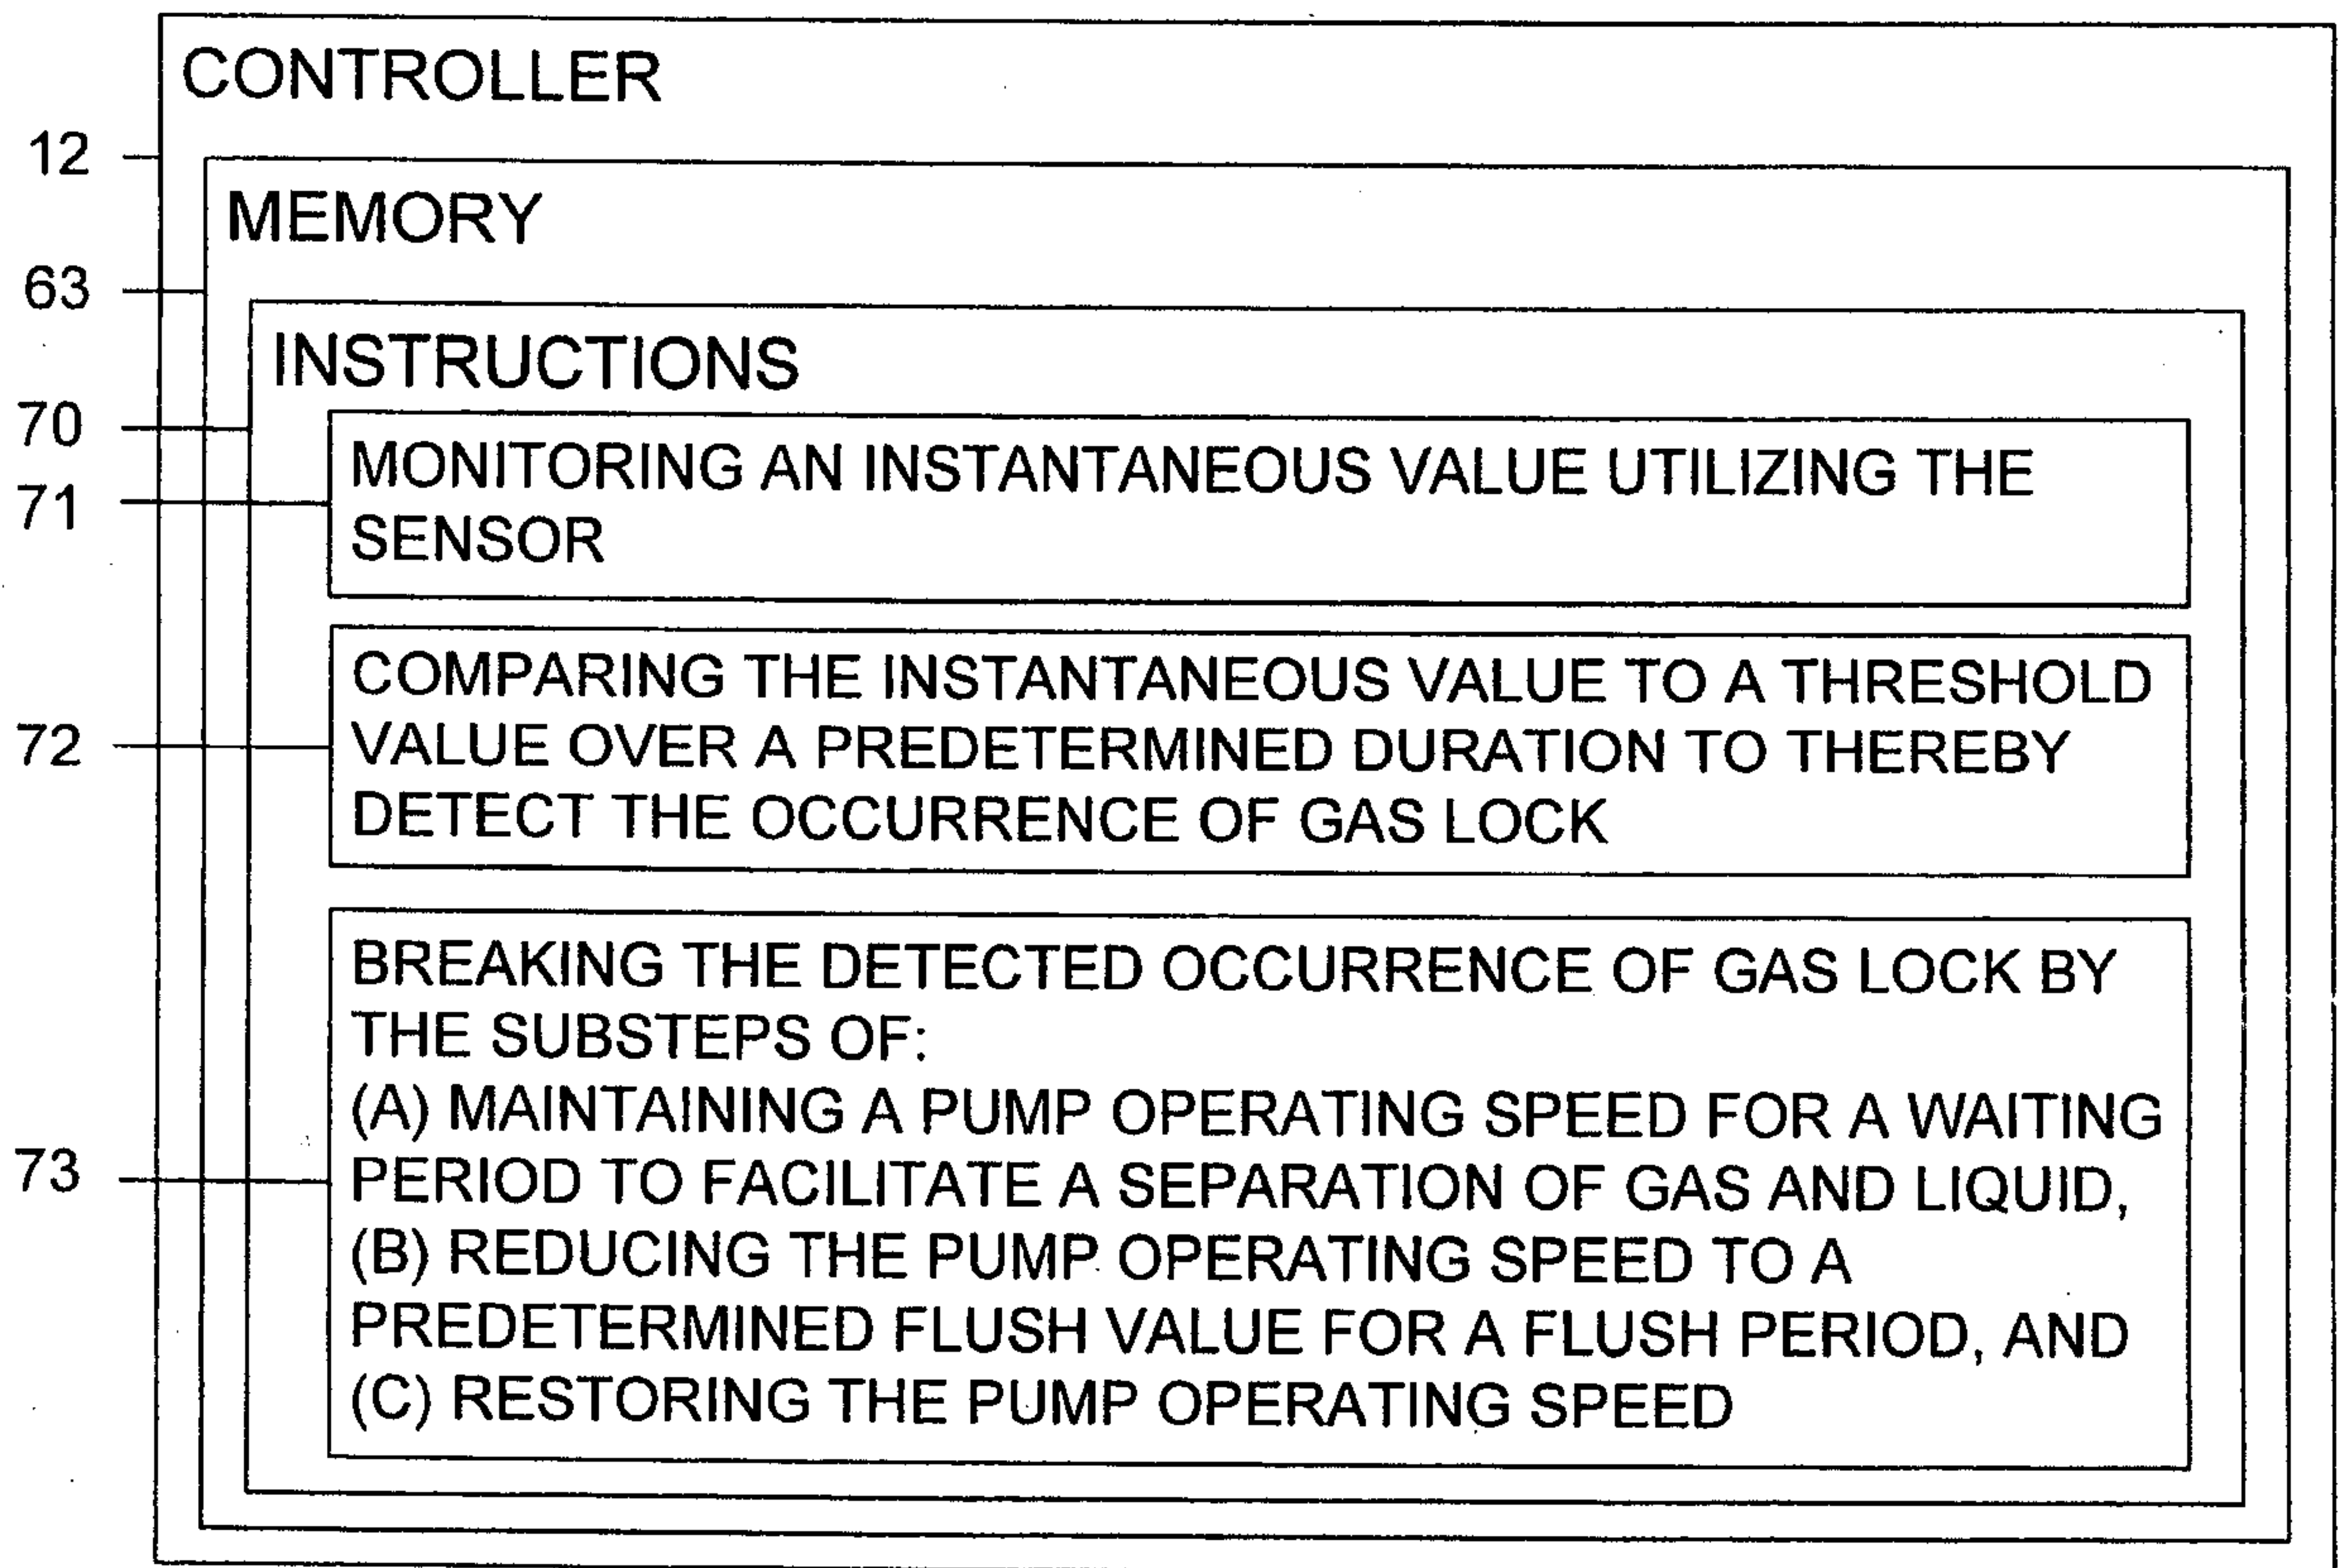 CONTROLLER
12
MEMORY
63
INSTRUCTIONS
70
MONITORING AN INSTANTANEOUS VALUE UTILIZING THE
71
SENSOR
COMPARING THE INSTANTANEOUS VALUE TO A THRESHOLD
72
VALUE OVER A PREDETERMINED DURATION TO THEREBY
DETECT THE OCCURRENCE OF GAS LOCK
BREAKING THE DETECTED OCCURRENCE OF GAS LOCK BY
THE SUBSTEPS OF:
(A) MAINTAINING A PUMP OPERATING SPEED FOR A WAITING
73
PERIOD TO FACILITATE A SEPARATION OF GAS AND LIQUID,
(B) REDUCING THE PUMP OPERATING SPEED TO A
PREDETERMINED FLUSH VALUE FOR A FLUSH PERIOD, AND
(C) RESTORING THE PUMP OPERATING SPEED